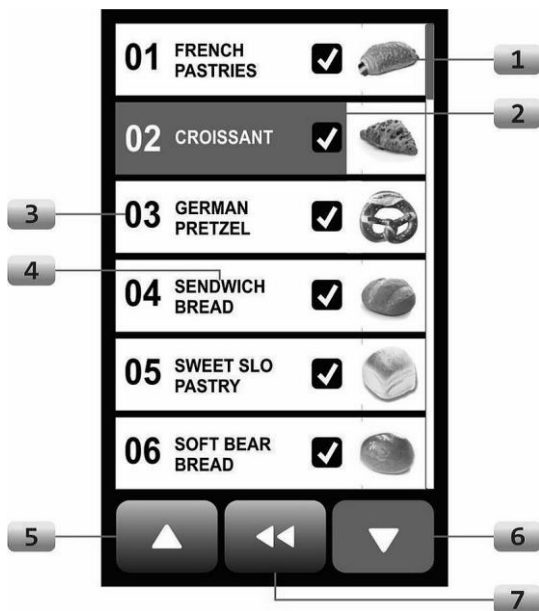 01 FRENCH
PASTRIES
1
2
02 CROISSANT
3
03 GERMAN
PRETZEL
4
04 SENDWICH
BREAD
05 SWEET SLO
PASTRY
06 SOFT BEAR
BREAD
5
6
7